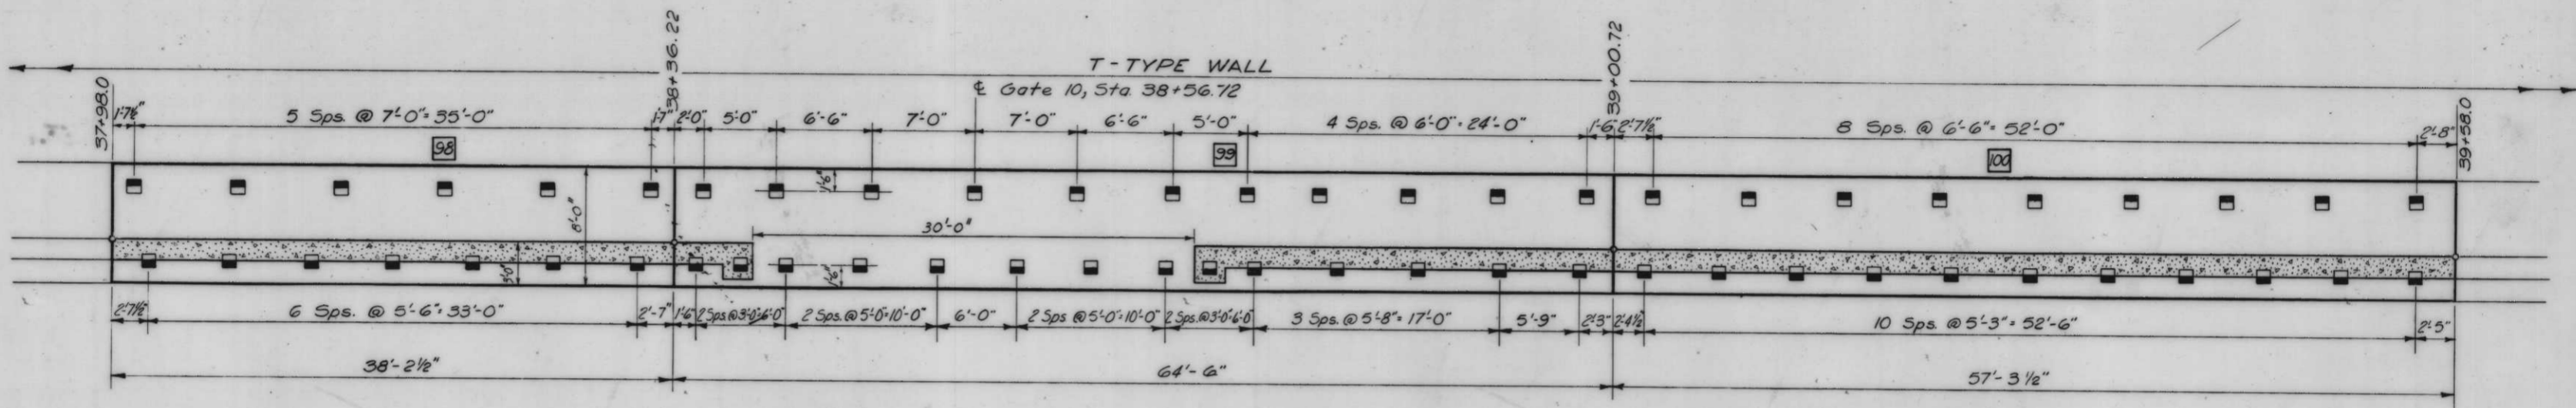 T-TYPE WALL
℄ Gate 10, Sta. 38+56.72
37+98.0
38+36.22
39+00.72
39+58.0
1'-7½" 5 Sps. @ 7'-0"= 35'-0" 1'-7" 2'-0" 5'-0" 6'-6" 7'-0" 7'-0" 6'-6" 5'-0" 4 Sps. @ 6'-0"= 24'-0" 1'-6" 2'-7½" 8 Sps. @ 6'-6"= 52'-0" 2'-8"
98 99 100
1'-6"
8'-0"
30'-0"
3'-0"
1'-6"
2'-7½" 6 Sps. @ 5'-6"= 33'-0" 2'-7" 1'-6" 2 Sps. @ 3'-0"=6'-0" 2 Sps. @ 5'-0"=10'-0" 6'-0" 2 Sps @ 5'-0"=10'-0" 2 Sps. @ 3'-0"=6'-0" 3 Sps. @ 5'-8"= 17'-0" 5'-9" 2'-3" 2'-4½" 10 Sps. @ 5'-3"= 52'-6" 2'-5"
38'-2½" 64'-6" 57'-3½"